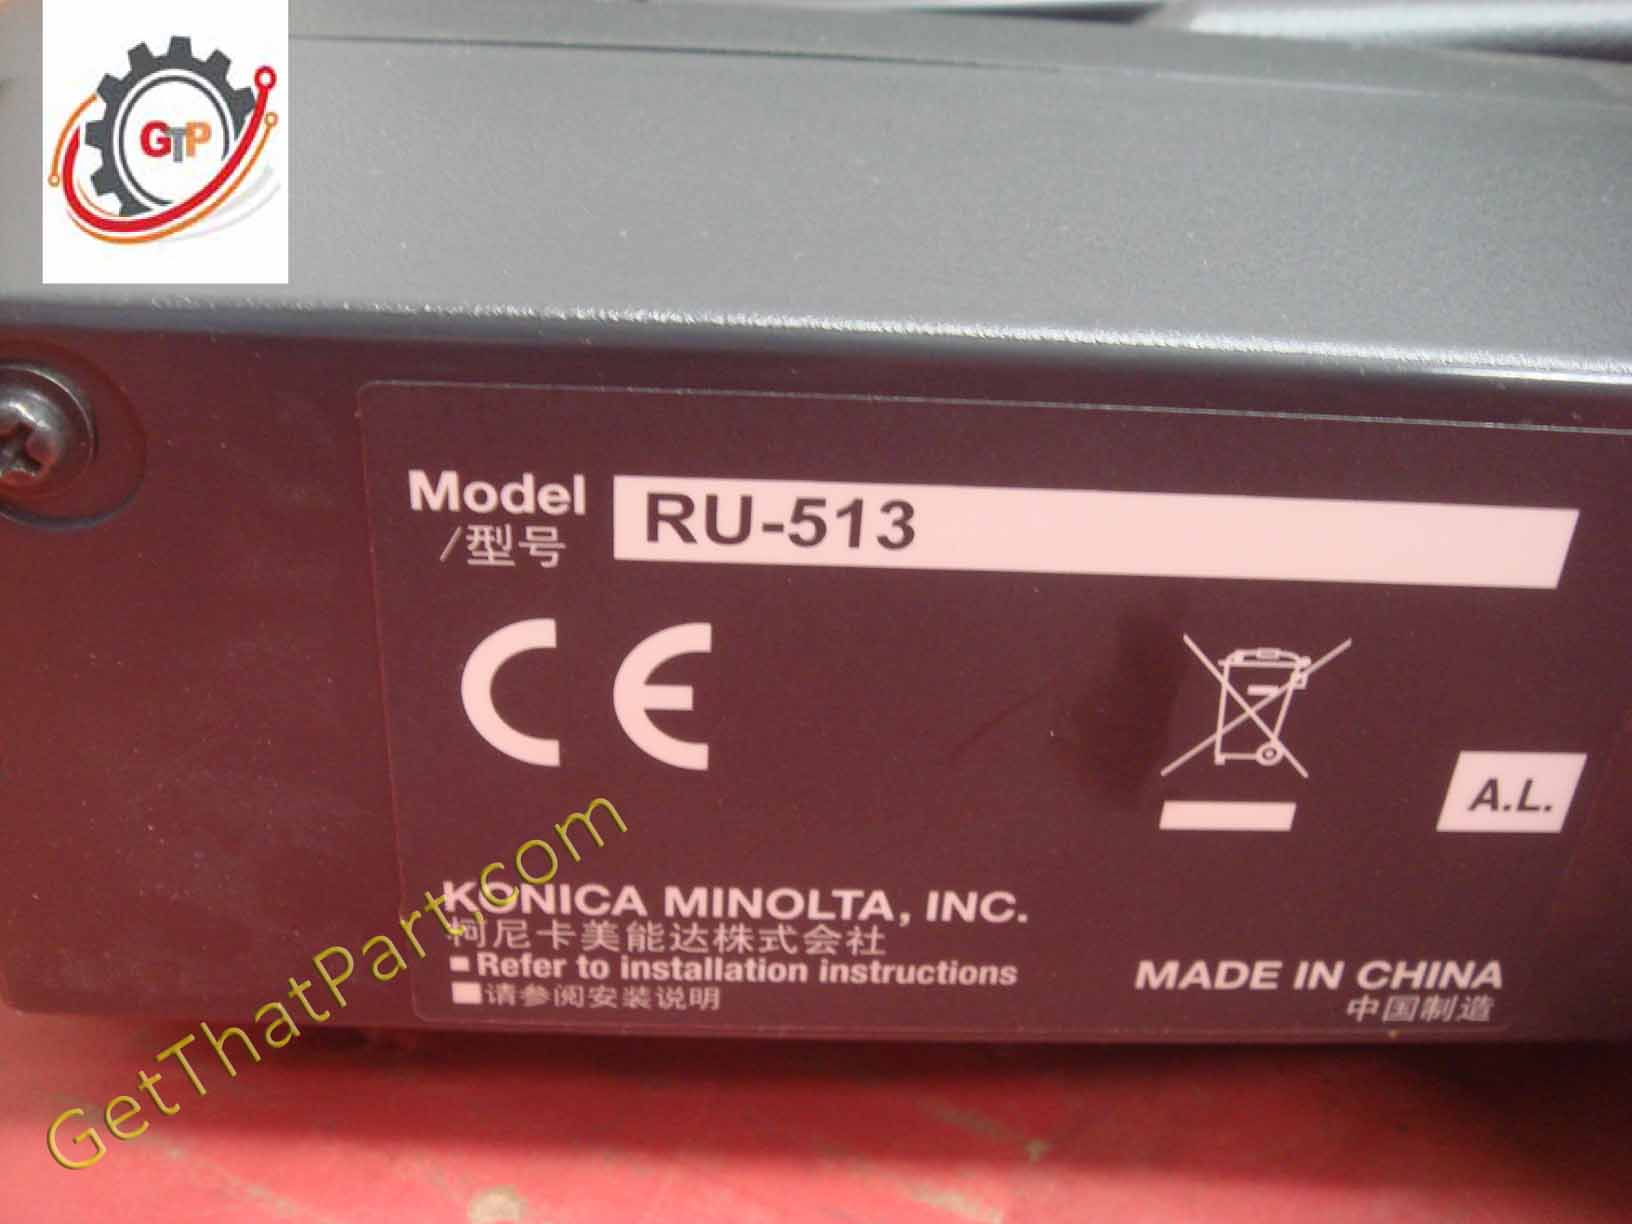 GTP
Model
/型号
RU-513
CE
A.L.
KONICA MINOLTA, INC.
柯尼卡美能达株式会社
■ Refer to installation instructions
■请参阅安装说明
MADE IN CHINA
中国制造
GetThatPart.com